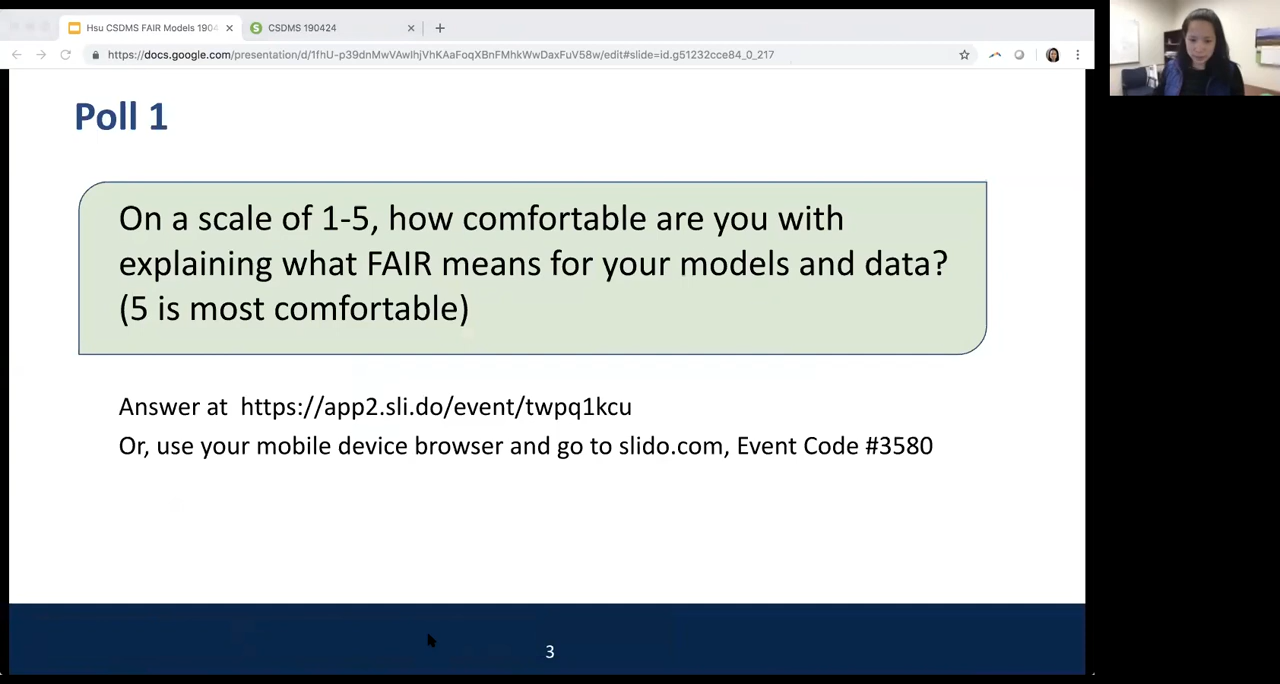 Hsu CSDMS FAIR Models 1904
CSDMS 190424
https://docs.google.com/presentation/d/1fhU-p39dnMwVAwIhjVhKAaFoqXBnFMhkWwDaxFuV58w/edit#slide=id.g51232cce84_0_217
Poll 1
On a scale of 1-5, how comfortable are you with
explaining what FAIR means for your models and data?
(5 is most comfortable)
Answer at https://app2.sli.do/event/twpq1kcu
Or, use your mobile device browser and go to slido.com, Event Code #3580
3